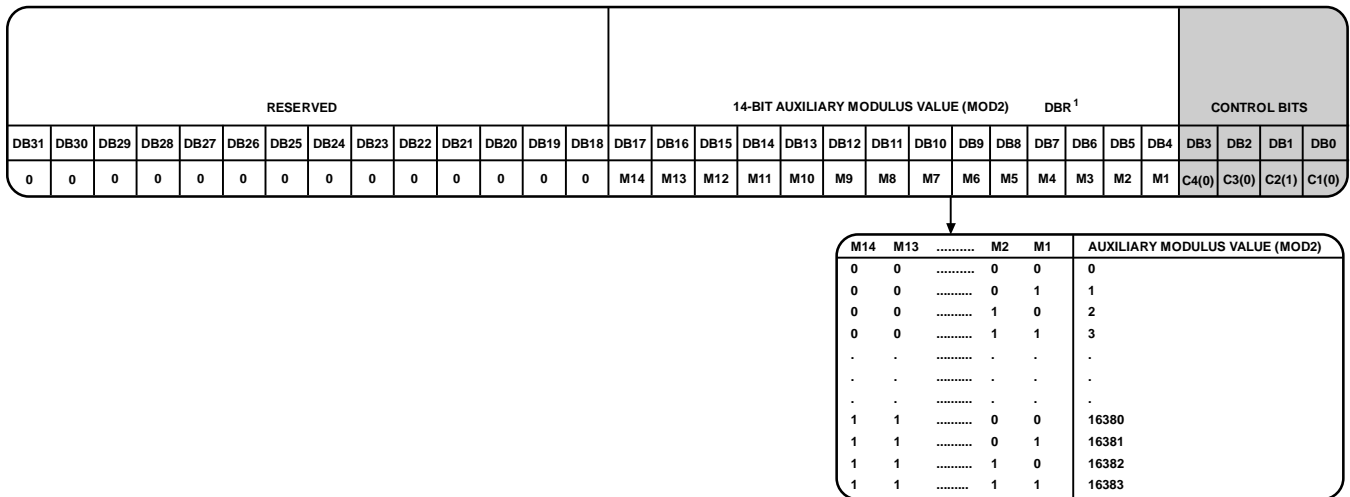 RESERVED 14-BIT AUXILIARY MODULUS VALUE (MOD2) DBR1 CONTROL BITS
DB31 DB30 DB29 DB28 DB27 DB26 DB25 DB24 DB23 DB22 DB21 DB20 DB19 DB18 DB17 DB16 DB15 DB14 DB13 DB12 DB11 DB10 DB9 DB8 DB7 DB6 DB5 DB4 DB3 DB2 DB1 DB0
0 0 0 0 0 0 0 0 0 0 0 0 0 0 M14 M13 M12 M11 M10 M9 M8 M7 M6 M5 M4 M3 M2 M1 C4(0) C3(0) C2(1) C1(0)
M14 M13 .......... M2 M1 AUXILIARY MODULUS VALUE (MOD2)
0 0 .......... 0 0 0
0 0 .......... 0 1 1
0 0 .......... 1 0 2
0 0 .......... 1 1 3
. . .......... . . .
. . .......... . . .
. . .......... . . .
1 1 .......... 0 0 16380
1 1 .......... 0 1 16381
1 1 .......... 1 0 16382
1 1 ......... 1 1 16383